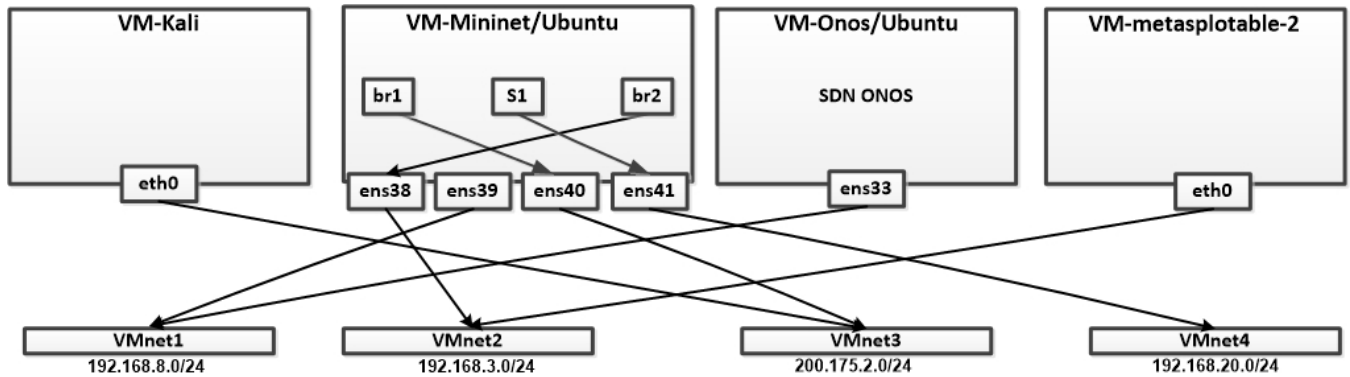 VM-Kali
VM-Mininet/Ubuntu
VM-Onos/Ubuntu
VM-metasplotable-2
br1
S1
br2
SDN ONOS
eth0
ens38
ens39
ens40
ens41
ens33
eth0
VMnet1
VMnet2
VMnet3
VMnet4
192.168.8.0/24
192.168.3.0/24
200.175.2.0/24
192.168.20.0/24